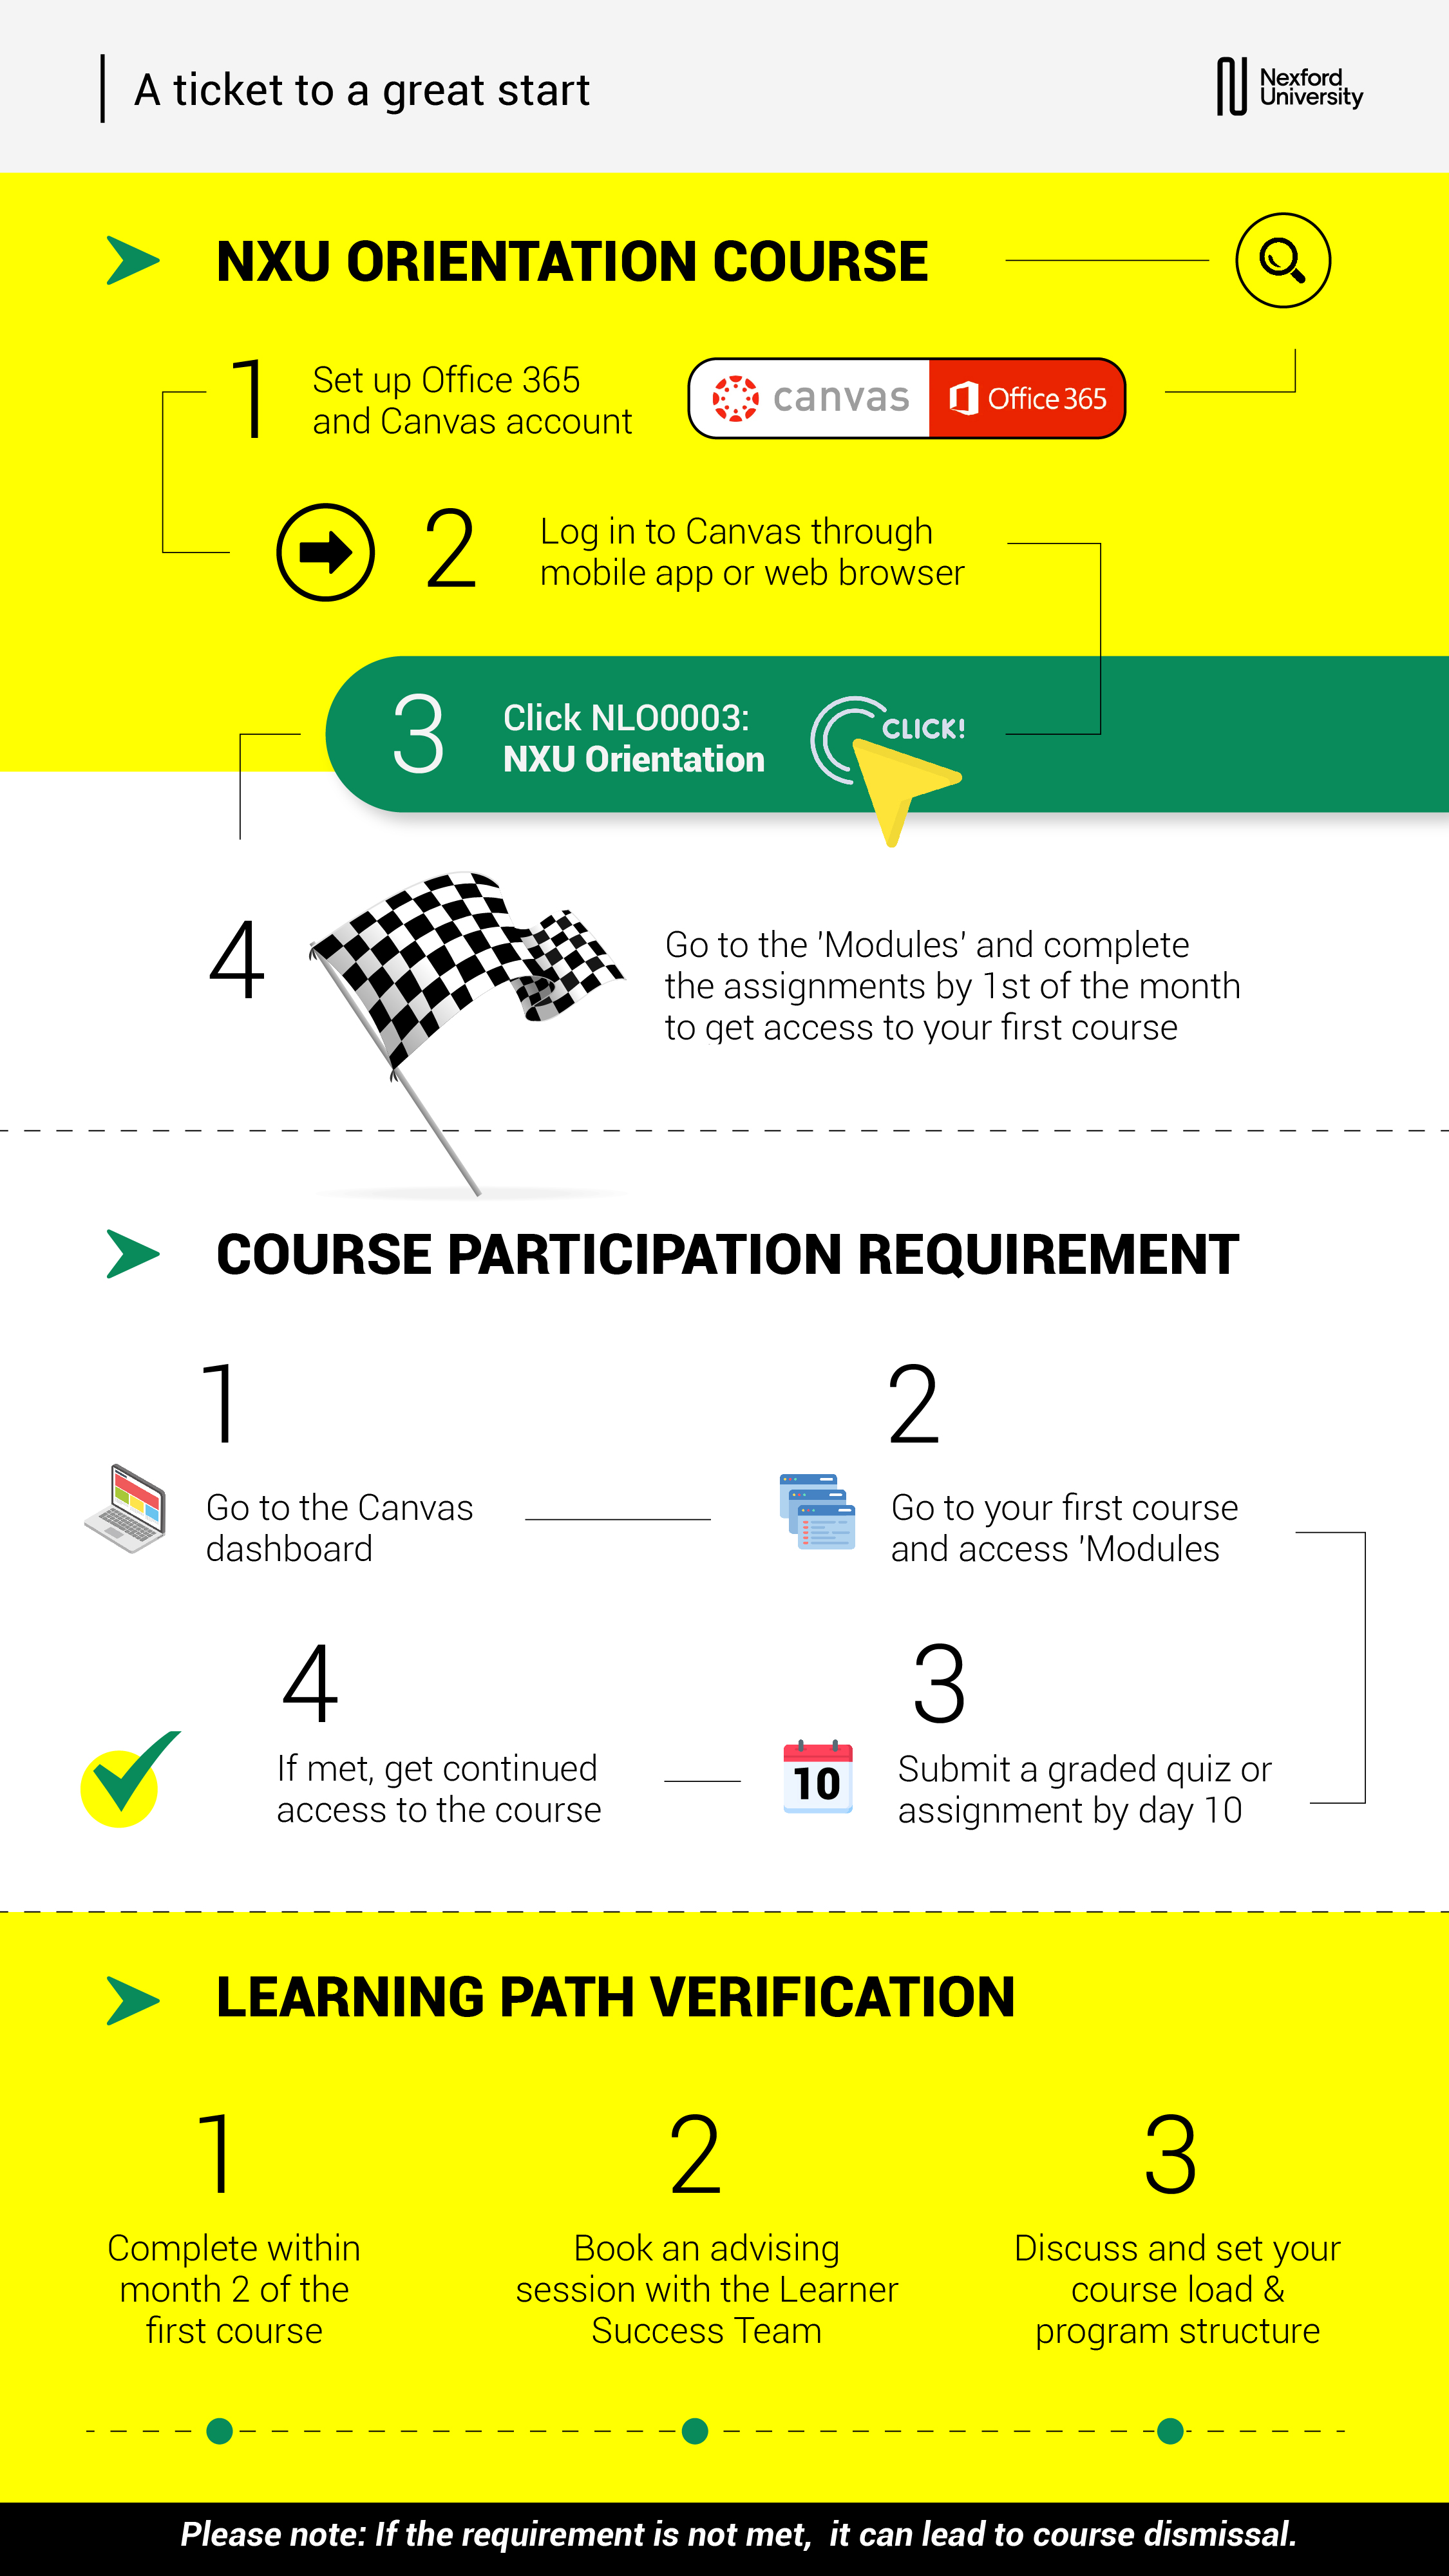 A ticket to a great start
Nexford
University
NXU ORIENTATION COURSE
1
Set up Office 365
and Canvas account
canvas
Office 365
2
Log in to Canvas through
mobile app or web browser
3
Click NLO0003:
NXU Orientation
CLICK!
4
Go to the 'Modules' and complete
the assignments by 1st of the month
to get access to your first course
COURSE PARTICIPATION REQUIREMENT
1
Go to the Canvas
dashboard
2
Go to your first course
and access 'Modules
3
10
Submit a graded quiz or
assignment by day 10
4
If met, get continued
access to the course
LEARNING PATH VERIFICATION
1
Complete within
month 2 of the
first course
2
Book an advising
session with the Learner
Success Team
3
Discuss and set your
course load &
program structure
Please note: If the requirement is not met,  it can lead to course dismissal.